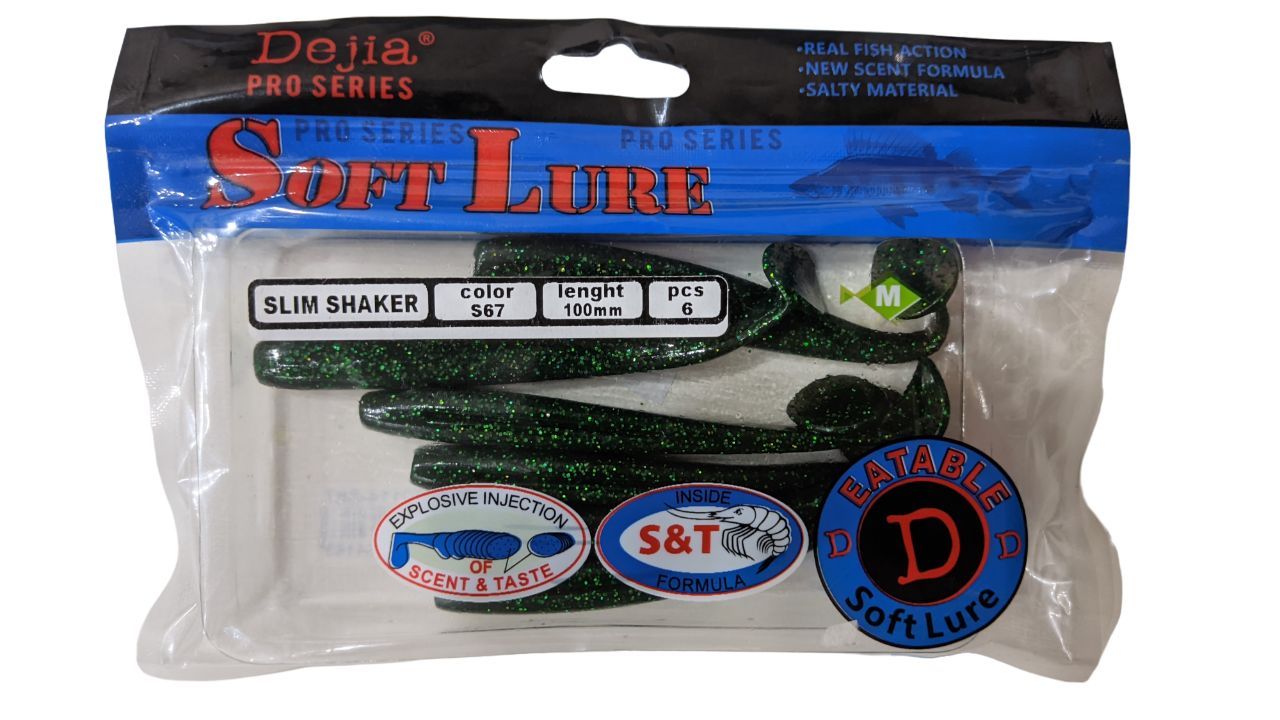 Dejia®
PRO SERIES
•REAL FISH ACTION
•NEW SCENT FORMULA
•SALTY MATERIAL
PRO SERIES
PRO SERIES
SOFT LURE
SLIM SHAKER
color
S67
lenght
100mm
pcs
6
M
EXPLOSIVE INJECTION
OF
SCENT & TASTE
INSIDE
S&T
FORMULA
EATABLE
D D D
Soft Lure